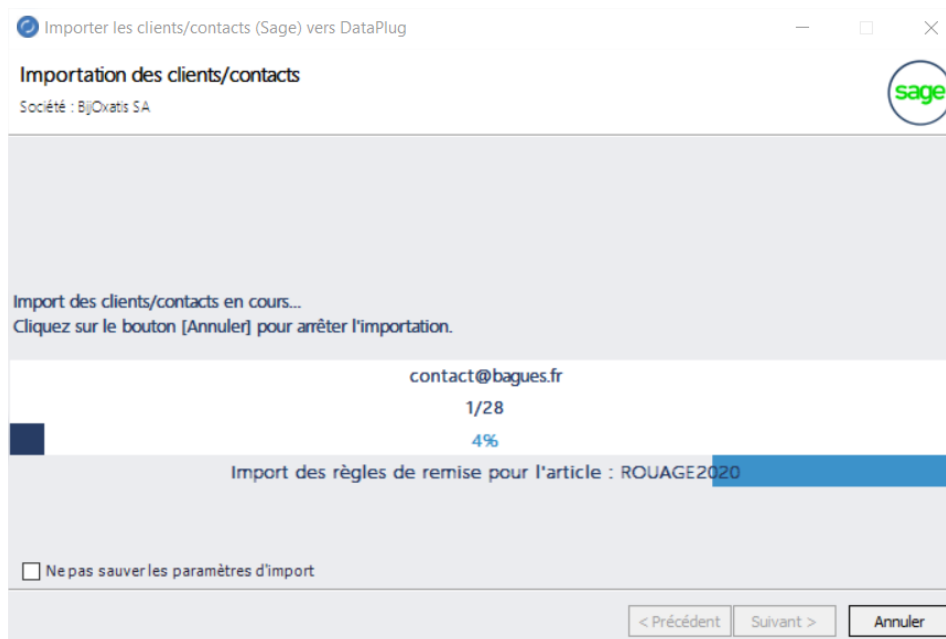 Importer les clients/contacts (Sage) vers DataPlug
Importation des clients/contacts
Société : BijOxatis SA
sage
Import des clients/contacts en cours...
Cliquez sur le bouton [Annuler] pour arrêter l'importation.
contact@bagues.fr
1/28
4%
Import des règles de remise pour l'article : ROUAGE2020
Ne pas sauver les paramètres d'import
< Précédent
Suivant >
Annuler